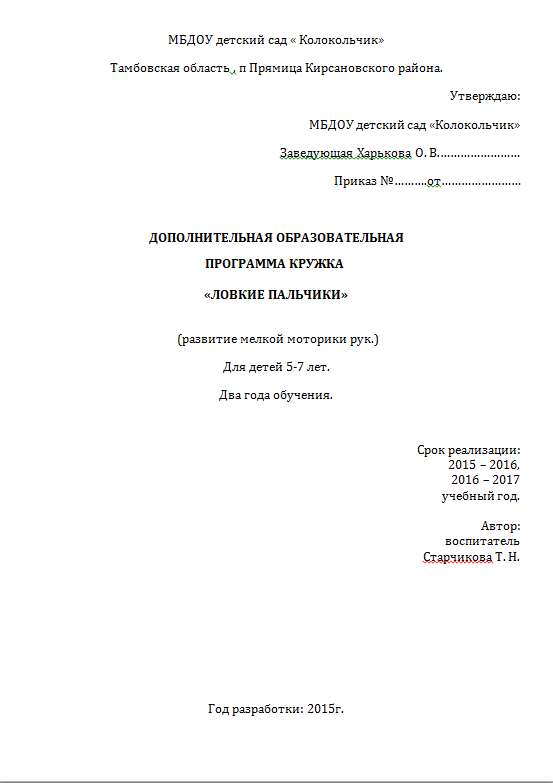 МБДОУ детский сад « Колокольчик»
Тамбовская область , п Прямица Кирсановского района.
Утверждаю:
МБДОУ детский сад «Колокольчик»
Заведующая Харькова О. В.……………………
Приказ №……….от……………………
ДОПОЛНИТЕЛЬНАЯ ОБРАЗОВАТЕЛЬНАЯ
ПРОГРАММА КРУЖКА
«ЛОВКИЕ ПАЛЬЧИКИ»
(развитие мелкой моторики рук.)
Для детей 5-7 лет.
Два года обучения.
Срок реализации:
2015 – 2016,
2016 – 2017
учебный год.
Автор:
воспитатель
Старчикова Т. Н.
Год разработки: 2015г.